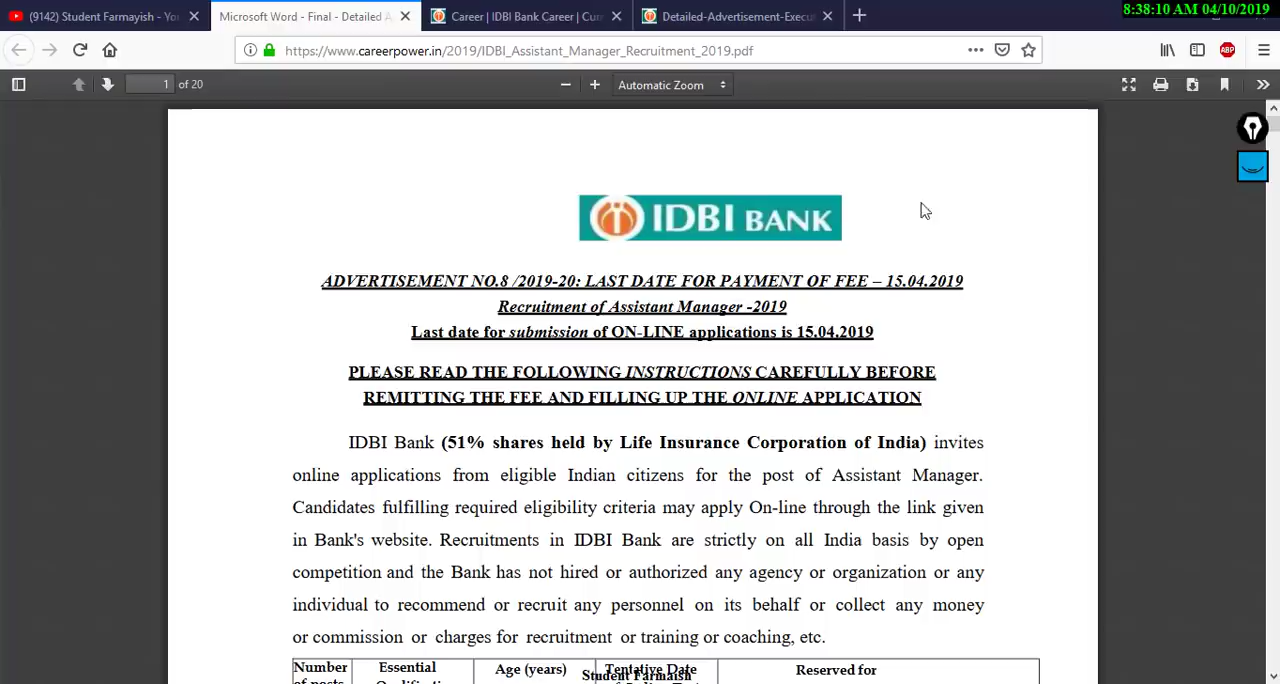 8:38:10 AM 04/10/2019
(9142) Student Farmayish - Yo
Microsoft Word - Final - Detailed A
Career | IDBI Bank Career | Cur
Detailed-Advertisement-Execu
https://www.careerpower.in/2019/IDBI_Assistant_Manager_Recruitment_2019.pdf
ABP
1 of 20
Automatic Zoom
IDBI BANK
ADVERTISEMENT NO.8 /2019-20: LAST DATE FOR PAYMENT OF FEE – 15.04.2019
Recruitment of Assistant Manager -2019
Last date for submission of ON-LINE applications is 15.04.2019
PLEASE READ THE FOLLOWING INSTRUCTIONS CAREFULLY BEFORE
REMITTING THE FEE AND FILLING UP THE ONLINE APPLICATION
IDBI Bank (51% shares held by Life Insurance Corporation of India) invites
online applications from eligible Indian citizens for the post of Assistant Manager.
Candidates fulfilling required eligibility criteria may apply On-line through the link given
in Bank's website. Recruitments in IDBI Bank are strictly on all India basis by open
competition and the Bank has not hired or authorized any agency or organization or any
individual to recommend or recruit any personnel on its behalf or collect any money
or commission or charges for recruitment or training or coaching, etc.
Number Essential Age (years) Tentative Date Reserved for
of posts
Student Farmaish